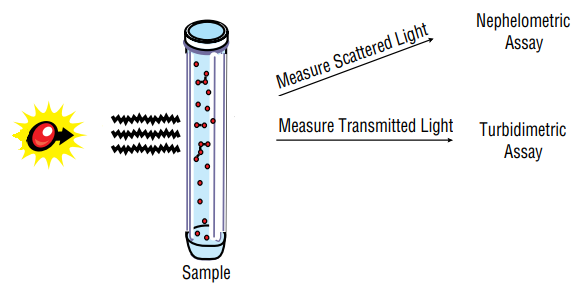 Nephelometric
Assay
Measure Scattered Light
Measure Transmitted Light
Turbidimetric
Assay
Sample